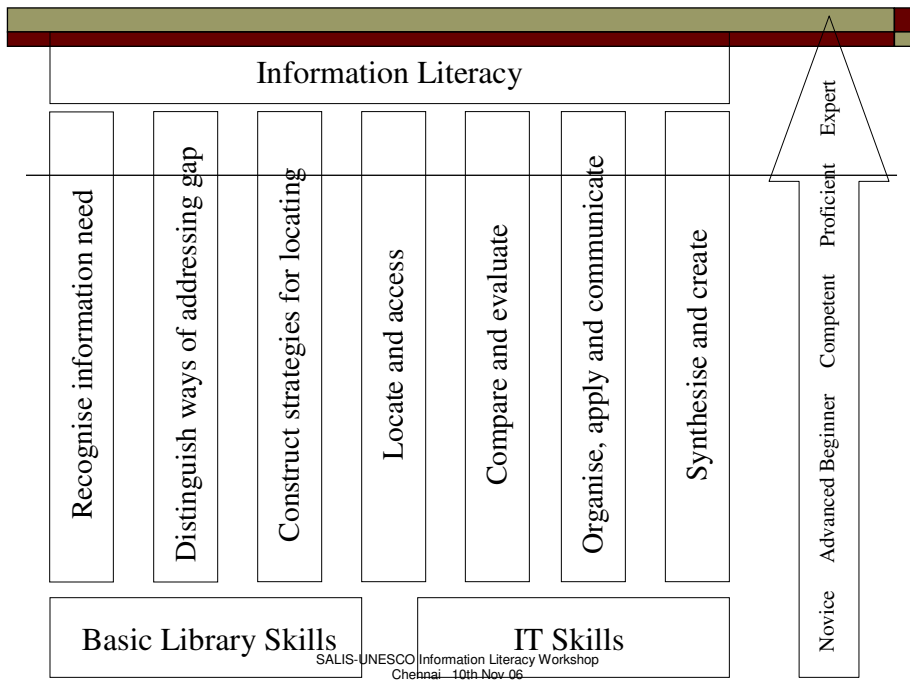 Information Literacy
Recognise information need
Distinguish ways of addressing gap
Construct strategies for locating
Locate and access
Compare and evaluate
Organise, apply and communicate
Synthesise and create
Novice Advanced Beginner Competent Proficient Expert
Basic Library Skills
IT Skills
SALIS-UNESCO Information Literacy Workshop
Chennai 10th Nov 06